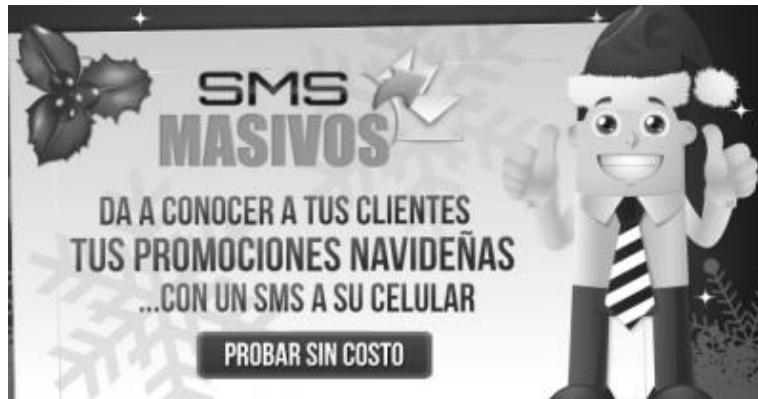 SMS
MASIVOS
DA A CONOCER A TUS CLIENTES
TUS PROMOCIONES NAVIDEÑAS
...CON UN SMS A SU CELULAR
PROBAR SIN COSTO